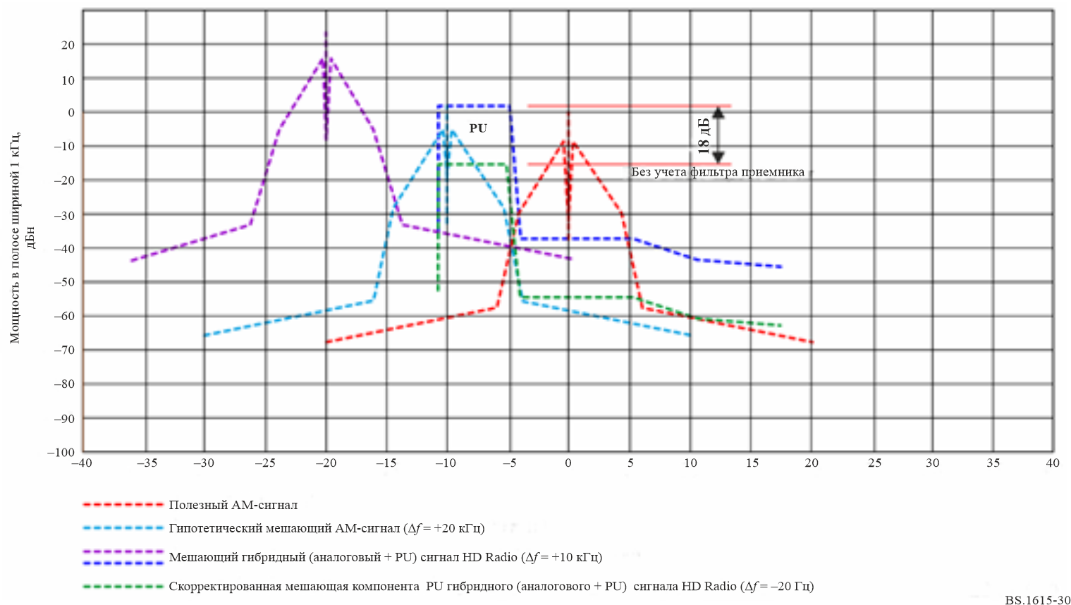 20
10
0
–10
–20
–30
–40
–50
–60
–70
–80
–90
–100
Мощность в полосе шириной 1 кГц,
дБн
PU
18 дБ
Без учета фильтра приемника
–40 –35 –30 –25 –20 –15 –10 –5 0 5 10 15 20 25 30 35 40
Полезный АМ-сигнал
Гипотетический мешающий АМ-сигнал (Δf = +20 кГц)
Мешающий гибридный (аналоговый + PU) сигнал HD Radio (Δf = +10 кГц)
Скорректированная мешающая компонента PU гибридного (аналогового + PU) сигнала HD Radio (Δf = –20 Гц)
BS.1615-30